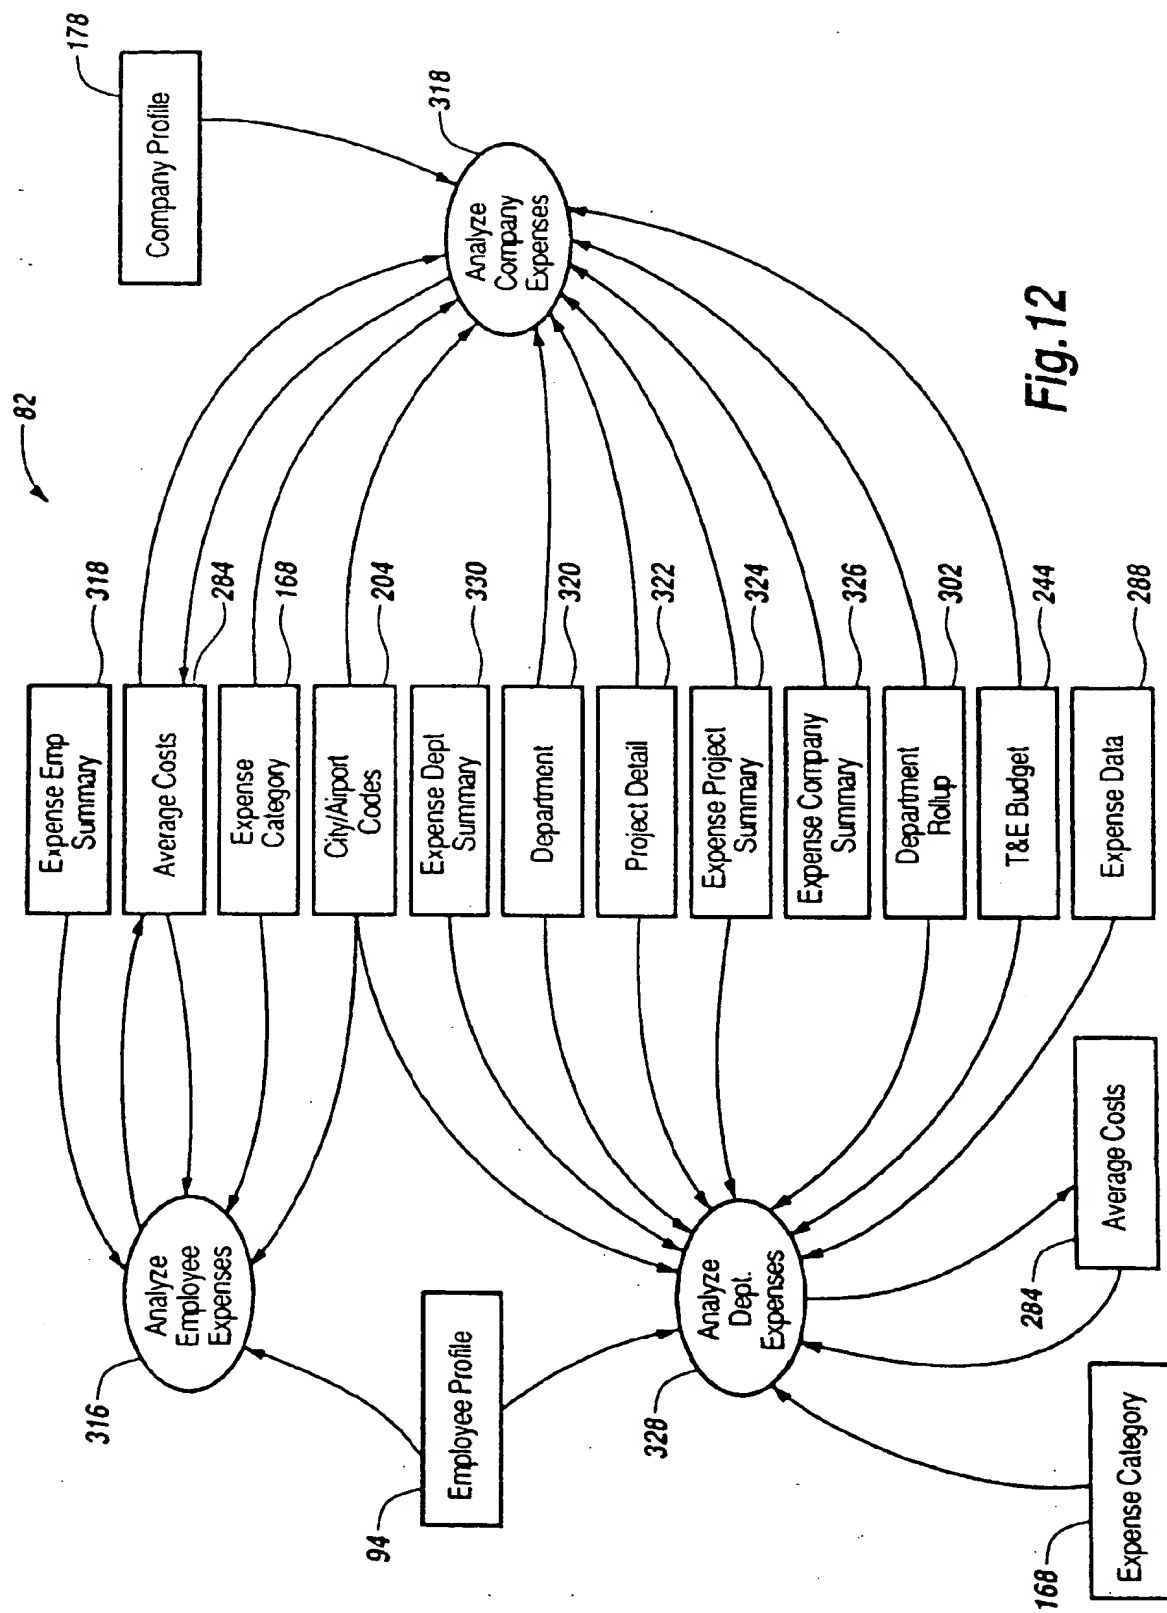 82
Expense Emp
Summary
318
Average Costs
284
Expense
Category
168
City/Airport
Codes
204
Expense Dept
Summary
330
Department
320
Project Detail
322
Expense Project
Summary
324
Expense Company
Summary
326
Department
Rollup
302
T&E Budget
244
Expense Data
288
Company Profile
178
Analyze
Company
Expenses
318
Analyze
Employee
Expenses
316
Employee Profile
94
Analyze
Dept.
Expenses
328
Average Costs
284
Expense Category
168
Fig.12